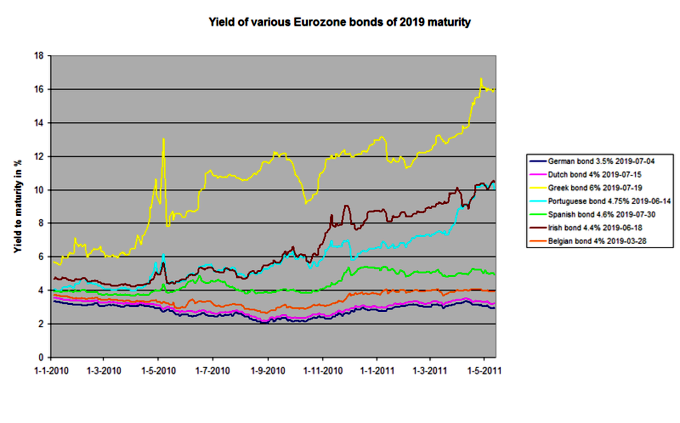 Yield of various Eurozone bonds of 2019 maturity
18
16
14
12
10
8
6
4
2
0
Yield to maturity in %
1-1-2010
1-3-2010
1-5-2010
1-7-2010
1-9-2010
1-11-2010
1-1-2011
1-3-2011
1-5-2011
German bond 3.5% 2019-07-04
Dutch bond 4% 2019-07-15
Greek bond 6% 2019-07-19
Portuguese bond 4.75% 2019-06-14
Spanish bond 4.6% 2019-07-30
Irish bond 4.4% 2019-06-18
Belgian bond 4% 2019-03-28